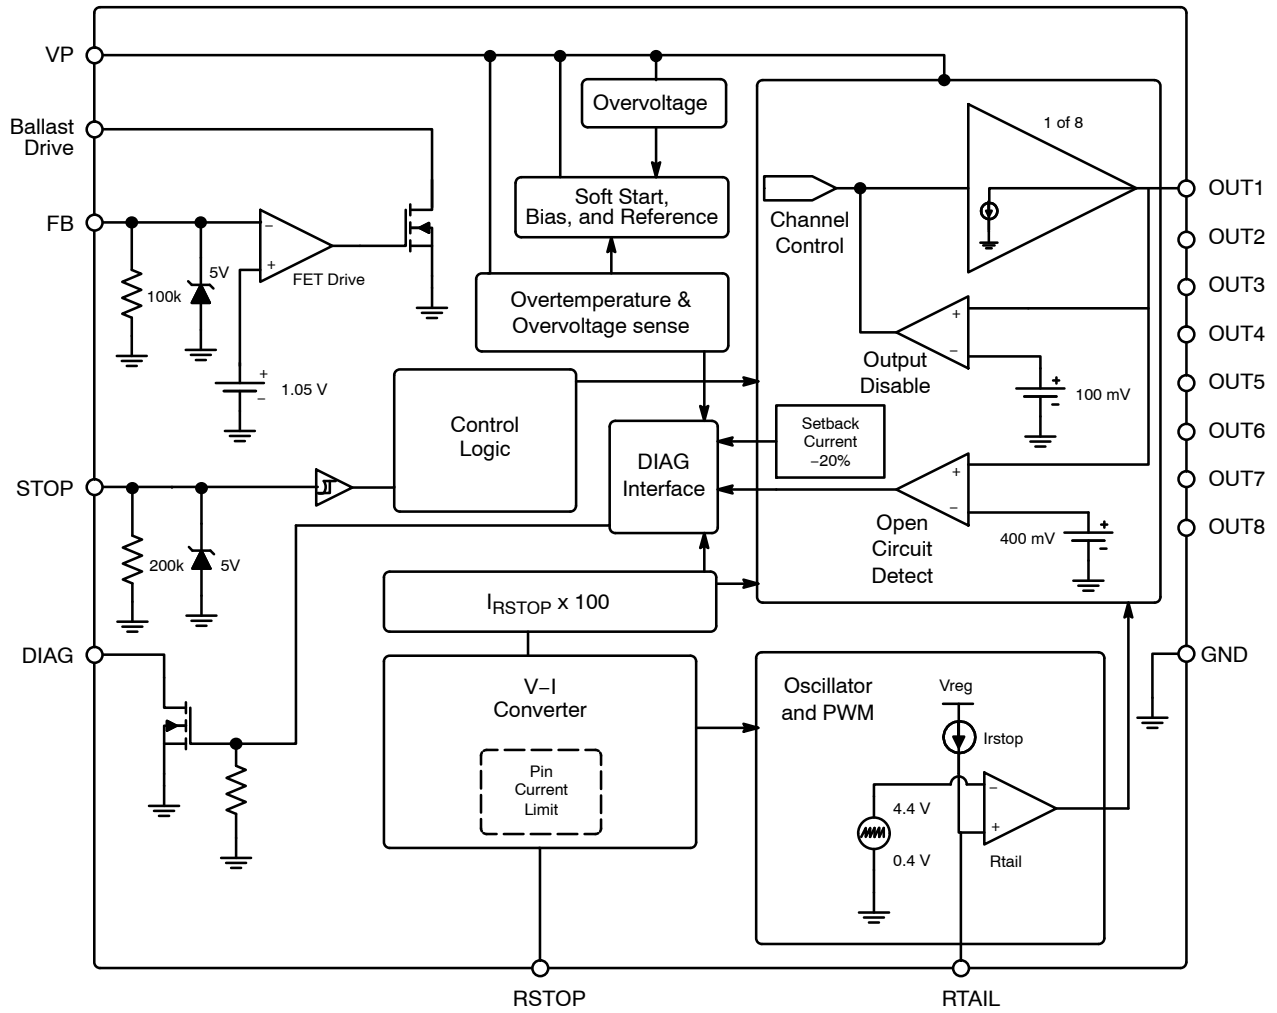 VP
Ballast
Drive
FB
100k
5V
−
+
FET Drive
+
−
1.05 V
Overvoltage
Soft Start,
Bias, and Reference
Overtemperature &
Overvoltage sense
1 of 8
Channel
Control
+
−
Output
Disable
+
-
100 mV
OUT1
OUT2
OUT3
OUT4
OUT5
OUT6
OUT7
OUT8
STOP
200k
5V
Control
Logic
DIAG
Interface
Setback
Current
−20%
+
−
Open
Circuit
Detect
+
-
400 mV
IRSTOP x 100
DIAG
V−I
Converter
Pin
Current
Limit
Oscillator
and PWM
Vreg
Irstop
4.4 V
0.4 V
−
+
Rtail
GND
RSTOP
RTAIL